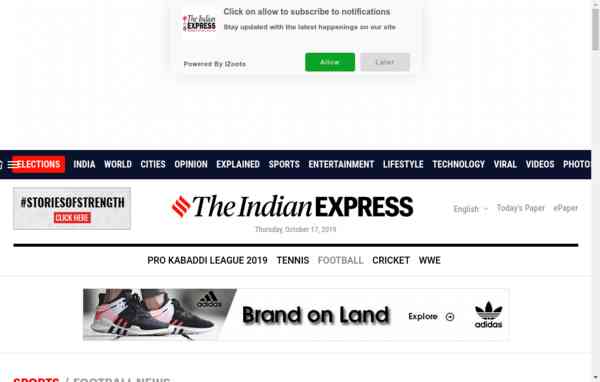 Click on allow to subscribe to notifications
The Indian EXPRESS
Stay updated with the latest happenings on our site
Powered By iZooto
Allow
Later
ELECTIONS INDIA WORLD CITIES OPINION EXPLAINED SPORTS ENTERTAINMENT LIFESTYLE TECHNOLOGY VIRAL VIDEOS PHOTOS
#STORIESOFSTRENGTH
CLICK HERE
The Indian EXPRESS
English
Today's Paper
ePaper
Thursday, October 17, 2019
PRO KABADDI LEAGUE 2019 TENNIS FOOTBALL CRICKET WWE
adidas
Brand on Land
Explore
adidas
SPORTS / FOOTBALL NEWS